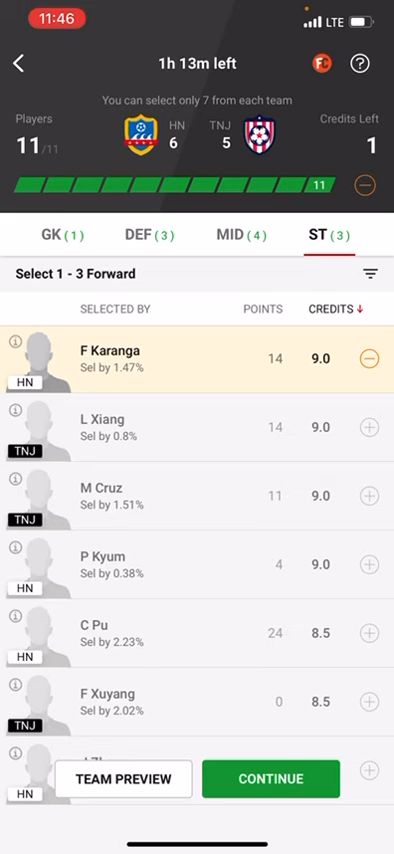 11:46
LTE
1h 13m left
FC
?
You can select only 7 from each team
Players
HN
TNJ
Credits Left
11/11
6
5
1
11
GK (1)
DEF (3)
MID (4)
ST (3)
Select 1 - 3 Forward
SELECTED BY
POINTS
CREDITS ↓
F Karanga
Sel by 1.47%
14
9.0
HN
L Xiang
Sel by 0.8%
14
9.0
TNJ
M Cruz
Sel by 1.51%
11
9.0
TNJ
P Kyum
Sel by 0.38%
4
9.0
HN
C Pu
Sel by 2.23%
24
8.5
HN
F Xuyang
Sel by 2.02%
0
8.5
TNJ
HN
TEAM PREVIEW
CONTINUE